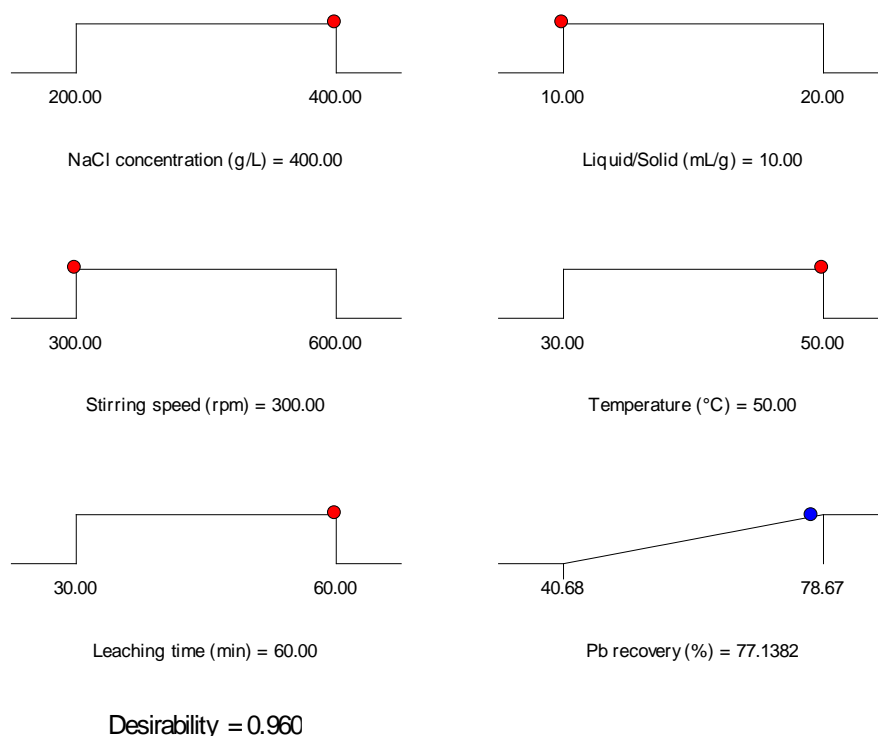 200.00 400.00 10.00 20.00
NaCl concentration (g/L) = 400.00 Liquid/Solid (mL/g) = 10.00
300.00 600.00 30.00 50.00
Stirring speed (rpm) = 300.00 Temperature (°C) = 50.00
30.00 60.00 40.68 78.67
Leaching time (min) = 60.00 Pb recovery (%) = 77.1382
Desirability = 0.960